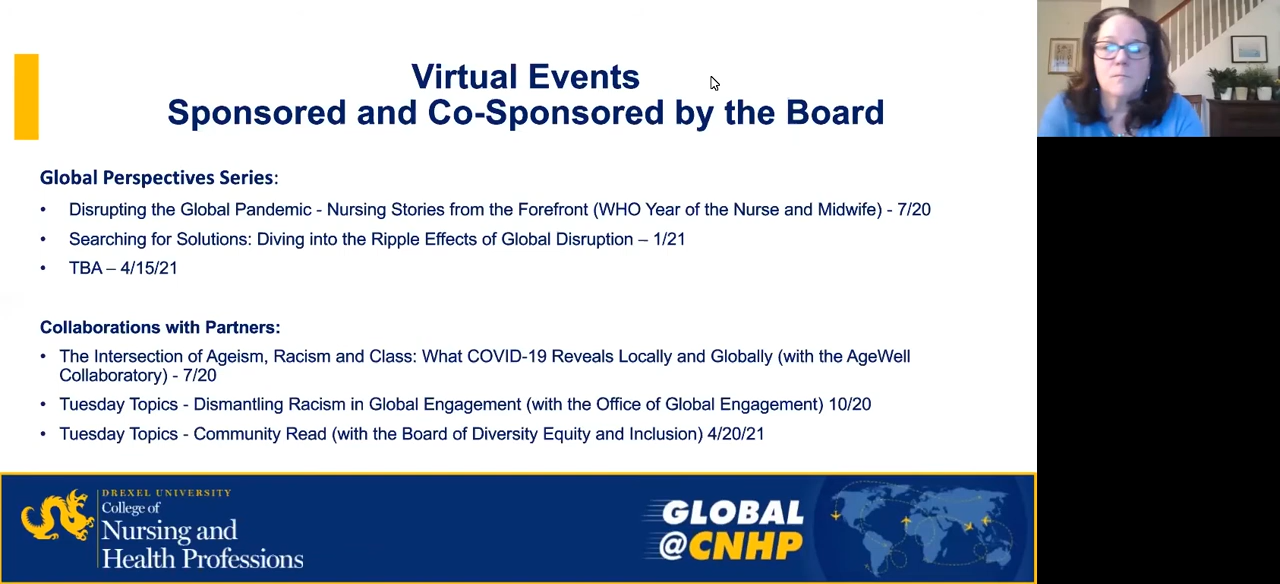 Virtual Events
Sponsored and Co-Sponsored by the Board
Global Perspectives Series:
• Disrupting the Global Pandemic - Nursing Stories from the Forefront (WHO Year of the Nurse and Midwife) - 7/20
• Searching for Solutions: Diving into the Ripple Effects of Global Disruption – 1/21
• TBA – 4/15/21
Collaborations with Partners:
• The Intersection of Ageism, Racism and Class: What COVID-19 Reveals Locally and Globally (with the AgeWell
Collaboratory) - 7/20
• Tuesday Topics - Dismantling Racism in Global Engagement (with the Office of Global Engagement) 10/20
• Tuesday Topics - Community Read (with the Board of Diversity Equity and Inclusion) 4/20/21
DREXEL UNIVERSITY
College of
Nursing and
Health Professions
GLOBAL
@CNHP